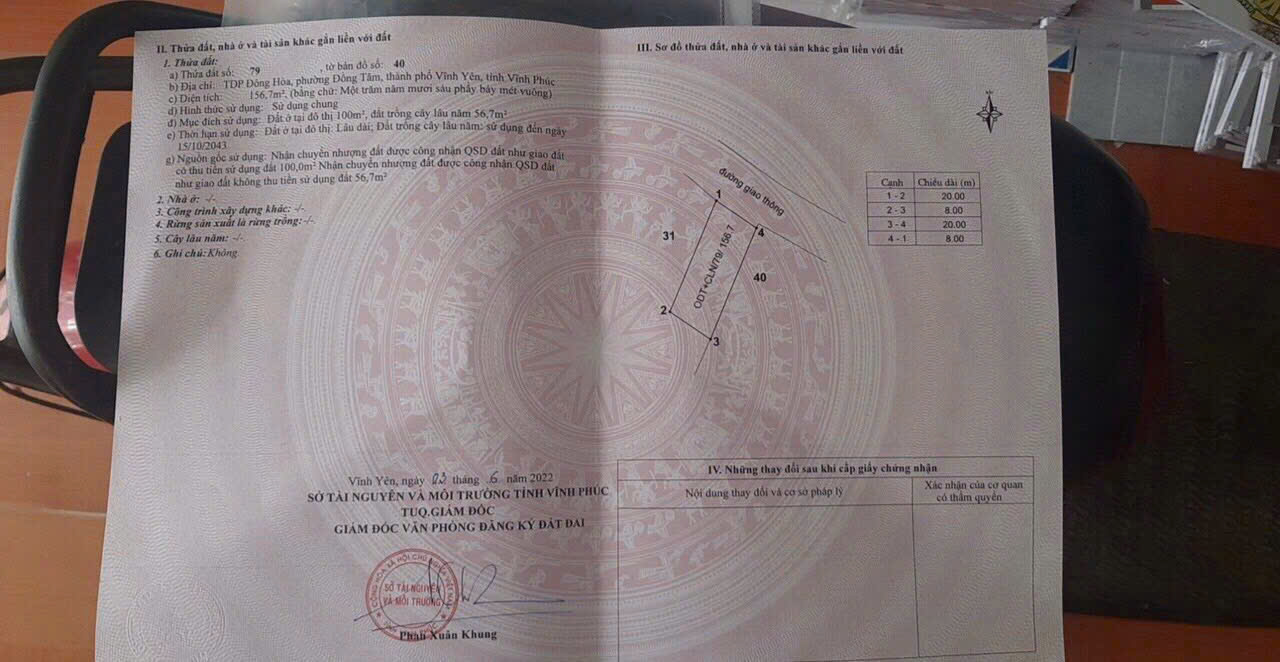 II. Thửa đất, nhà ở và tài sản khác gắn liền với đất
1. Thửa đất:
a) Thửa đất số: 79 , tờ bản đồ số: 40
b) Địa chỉ: TDP Đông Hòa, phường Đồng Tâm, thành phố Vĩnh Yên, tỉnh Vĩnh Phúc
c) Diện tích: 156,7m², (bằng chữ: Một trăm năm mươi sáu phẩy bảy mét vuông)
d) Hình thức sử dụng: Sử dụng chung
đ) Mục đích sử dụng: Đất ở tại đô thị 100m², đất trồng cây lâu năm 56,7m²
e) Thời hạn sử dụng: Đất ở tại đô thị: Lâu dài; Đất trồng cây lâu năm: sử dụng đến ngày
15/10/2043
g) Nguồn gốc sử dụng: Nhận chuyển nhượng đất được công nhận QSD đất như giao đất
có thu tiền sử dụng đất 100,0m² Nhận chuyển nhượng đất được công nhận QSD đất
như giao đất không thu tiền sử dụng đất 56,7m²
2. Nhà ở: -/-
3. Công trình xây dựng khác: -/-
4. Rừng sản xuất là rừng trồng: -/-
5. Cây lâu năm: -/-
6. Ghi chú: Không
Vĩnh Yên, ngày 03 tháng 6 năm 2022
SỞ TÀI NGUYÊN VÀ MÔI TRƯỜNG TỈNH VĨNH PHÚC
TUQ.GIÁM ĐỐC
GIÁM ĐỐC VĂN PHÒNG ĐĂNG KÝ ĐẤT ĐAI
SỞ TÀI NGUYÊN
VÀ MÔI TRƯỜNG
Phan Xuân Khung
III. Sơ đồ thửa đất, nhà ở và tài sản khác gắn liền với đất
đường giao thông
1
4
31
ODT+CLN/79/ 156.7
40
2
3
Cạnh Chiều dài (m)
1 - 2 20.00
2 - 3 8.00
3 - 4 20.00
4 - 1 8.00
IV. Những thay đổi sau khi cấp giấy chứng nhận
Nội dung thay đổi và cơ sở pháp lý
Xác nhận của cơ quan
có thẩm quyền